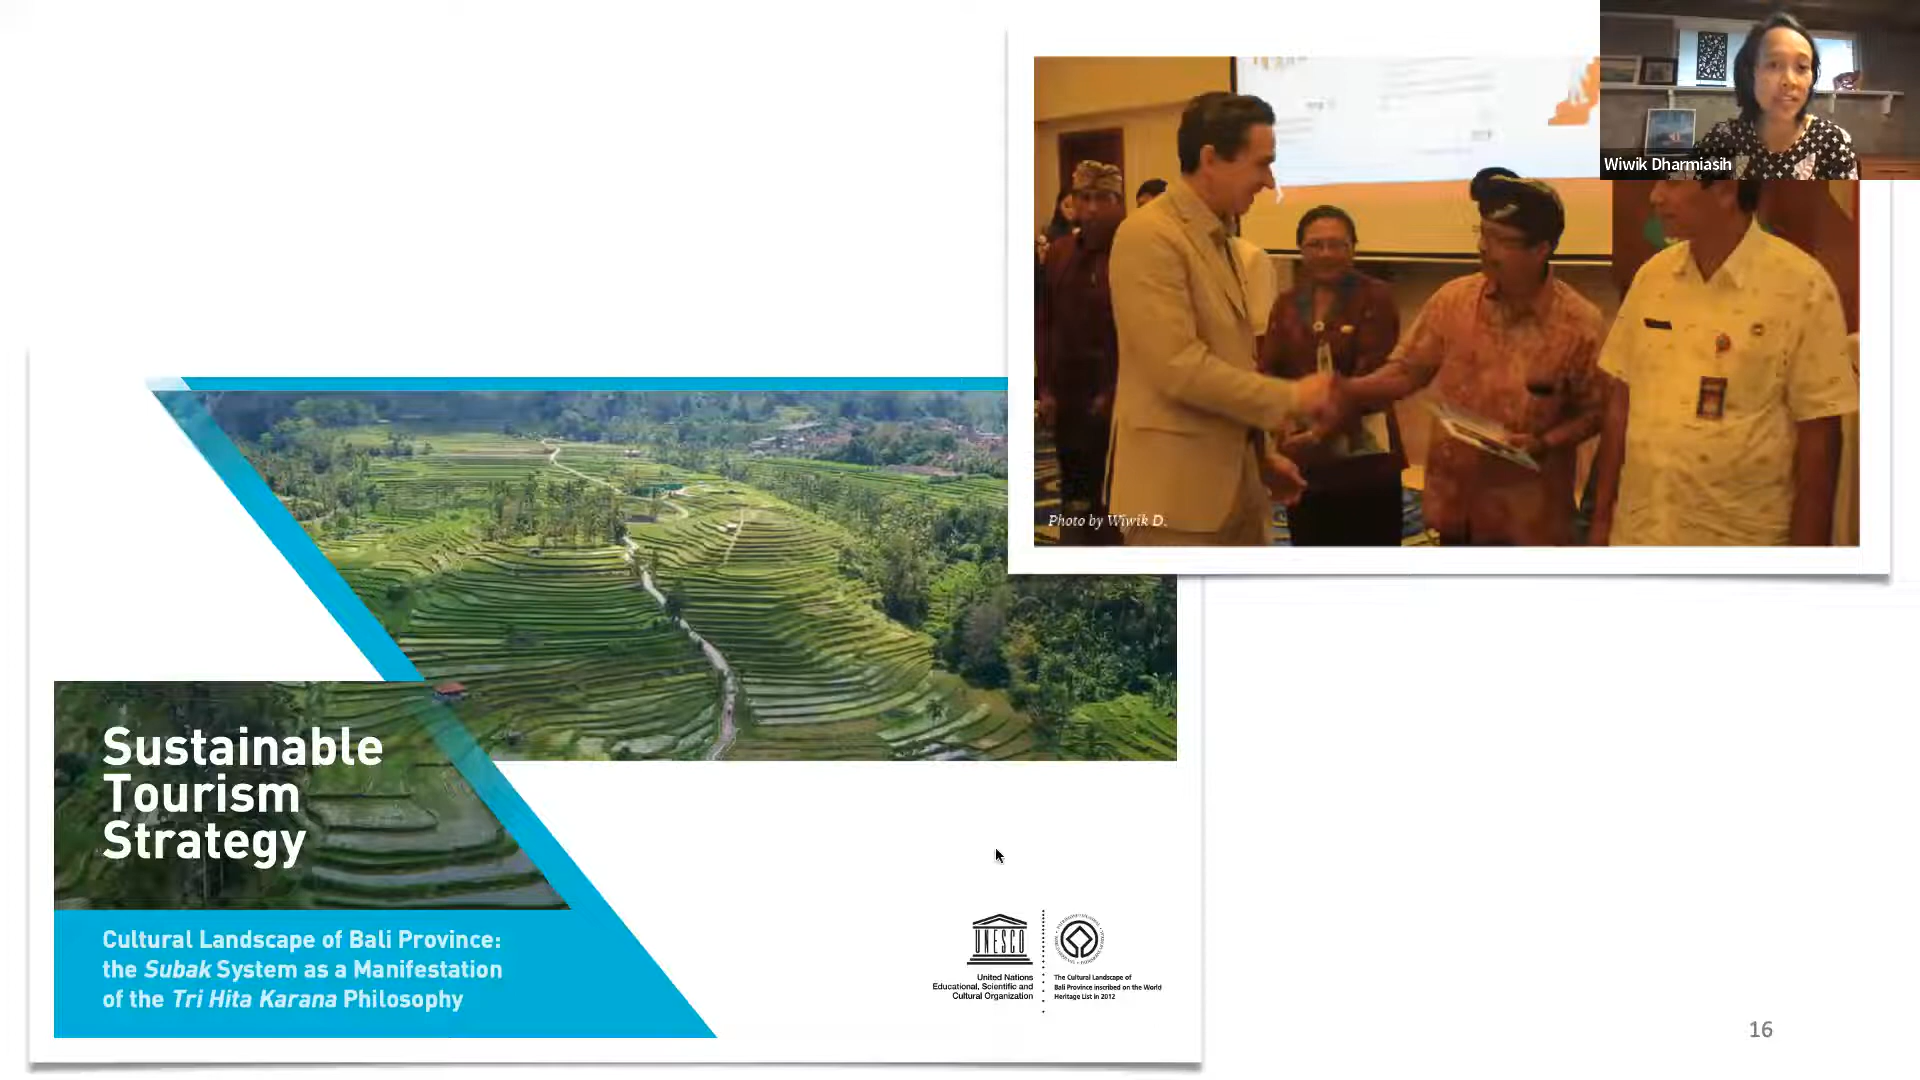 Wiwik Dharmiasih
Photo by Wiwik D.
Sustainable
Tourism
Strategy
Cultural Landscape of Bali Province:
the Subak System as a Manifestation
of the Tri Hita Karana Philosophy
UNESCO
United Nations
Educational, Scientific and
Cultural Organization
The Cultural Landscape of
Bali Province inscribed on the World
Heritage List in 2012
16